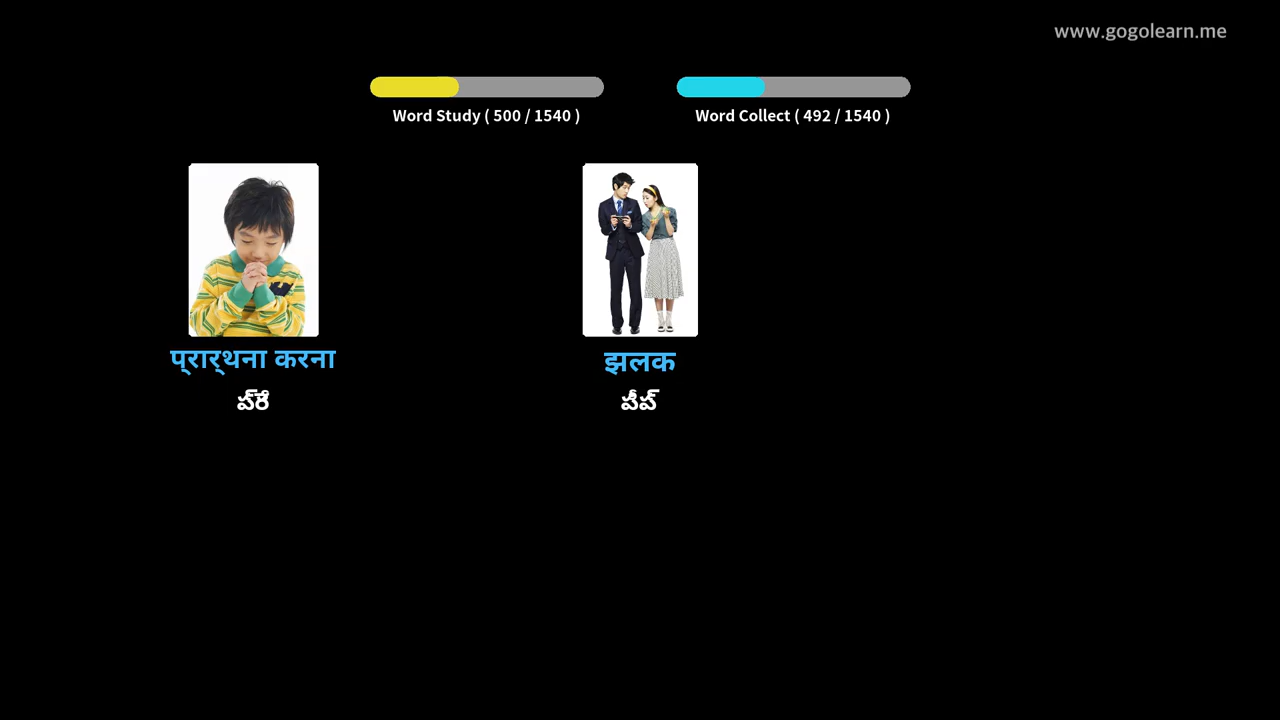 www.gogolearn.me
Word Study ( 500 / 1540 )
Word Collect ( 492 / 1540 )
प्रार्थना करना
झलक
ప్రే
పీప్